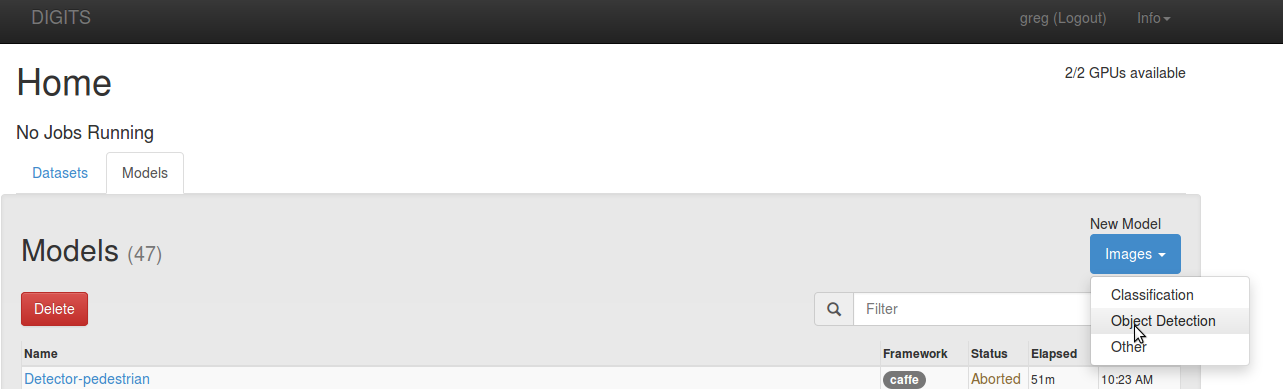 DIGITS greg (Logout) Info
Home 2/2 GPUs available
No Jobs Running
Datasets Models
New Model
Models (47) Images
Delete Filter Classification
Object Detection
Other
Name Framework Status Elapsed
Detector-pedestrian caffe Aborted 51m 10:23 AM